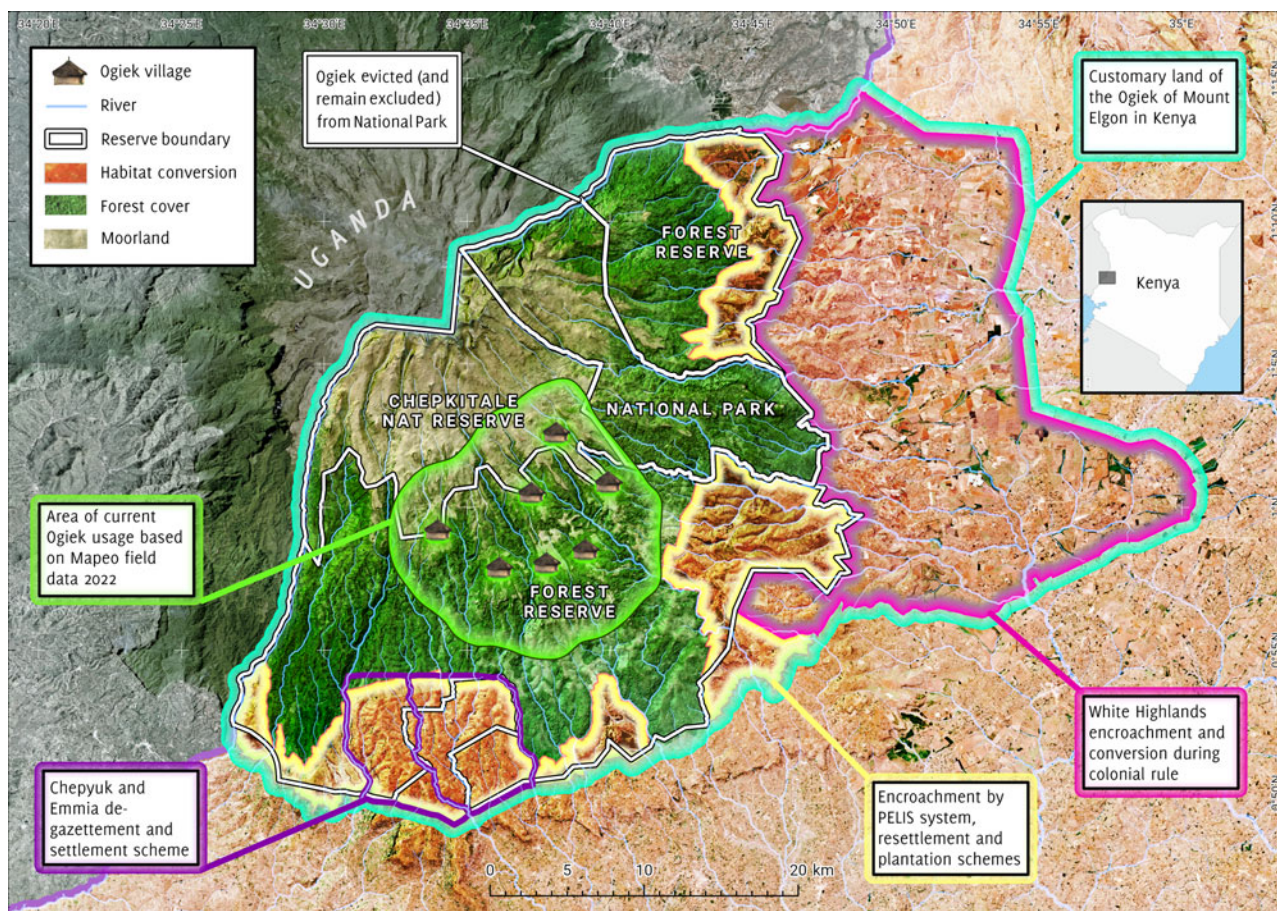 34°20'E
34°25'E
34°30'E
34°35'E
34°40'E
34°45'E
34°50'E
34°55'E
35°E
Ogiek village
River
Reserve boundary
Habitat conversion
Forest cover
Moorland
Ogiek evicted (and
remain excluded)
from National Park
Customary land of
the Ogiek of Mount
Elgon in Kenya
UGANDA
FOREST
RESERVE
Kenya
CHEPKITALE
NAT RESERVE
NATIONAL PARK
Area of current
Ogiek usage based
on Mapeo field
data 2022
FOREST
RESERVE
White Highlands
encroachment and
conversion during
colonial rule
Chepyuk and
Emmia de-
gazettement and
settlement scheme
Encroachment by
PELIS system,
resettlement and
plantation schemes
0 5 10 20 km